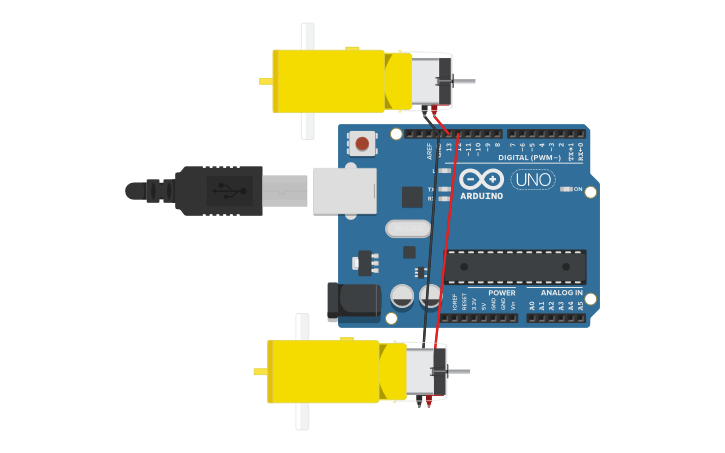 AREF
GND
13
12
~11
~10
~9
8
7
~6
~5
4
~3
2
TX→1
RX←0
DIGITAL (PWM~)
L
TX
RX
UNO
ARDUINO
ON
POWER
ANALOG IN
IOREF
RESET
3.3V
5V
GND
GND
Vin
A0
A1
A2
A3
A4
A5